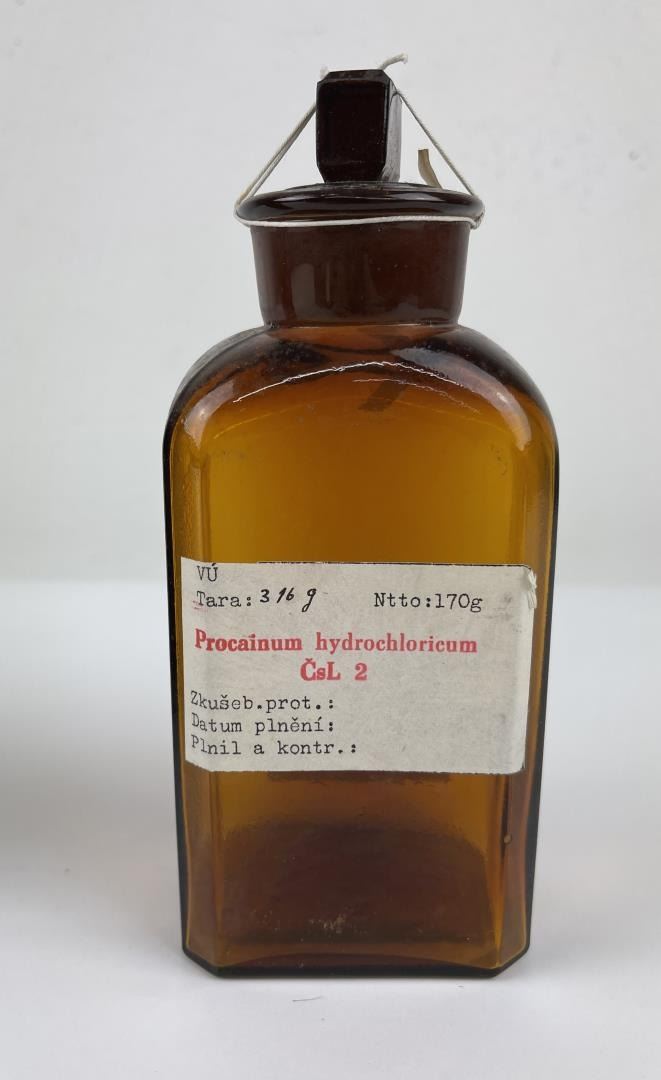 VÚ
Tara: 316 g Ntto:170g
Procainum hydrochloricum
ČsL 2
Zkušeb.prot.:
Datum plnění:
Plnil a kontr.: